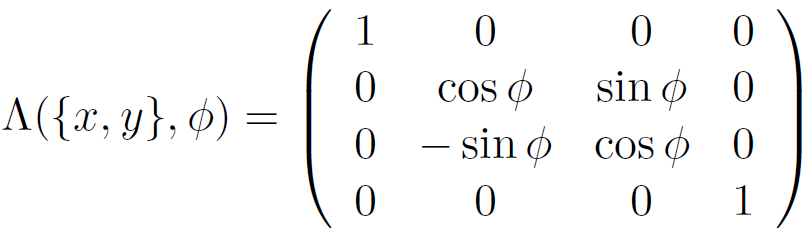 1 0 0 0
0 cos ϕ sin ϕ 0
Λ({x, y}, ϕ) =
0 − sin ϕ cos ϕ 0
0 0 0 1